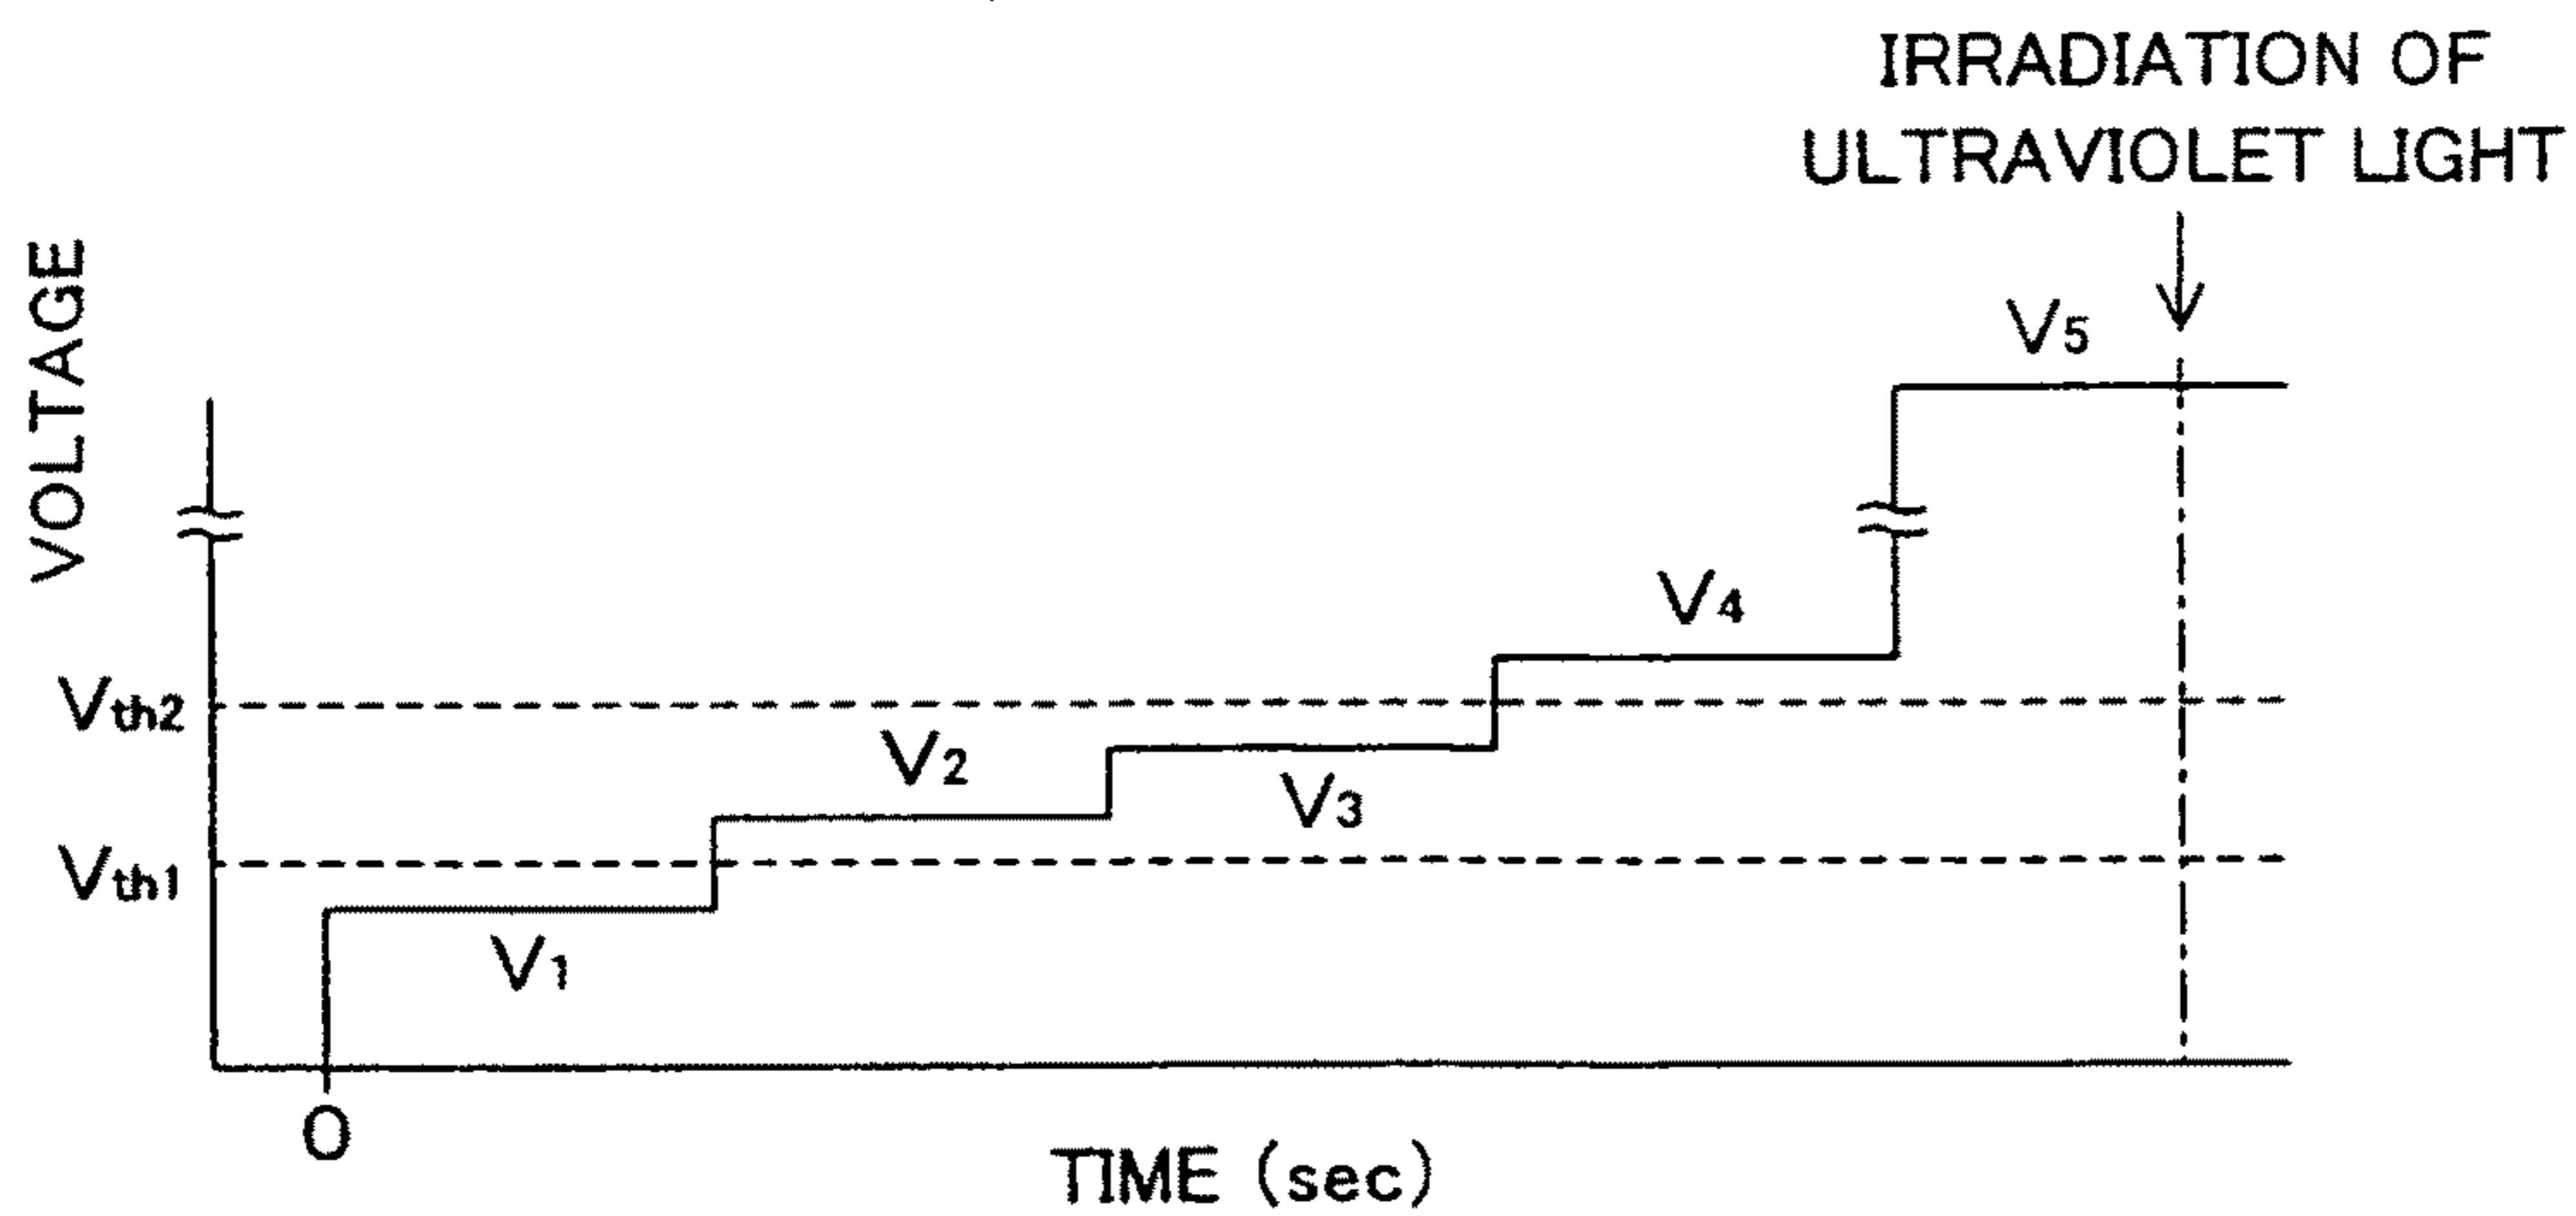 IRRADIATION OF
ULTRAVIOLET LIGHT
VOLTAGE
V5
V4
Vth2
V2
V3
Vth1
V1
0
TIME (sec)